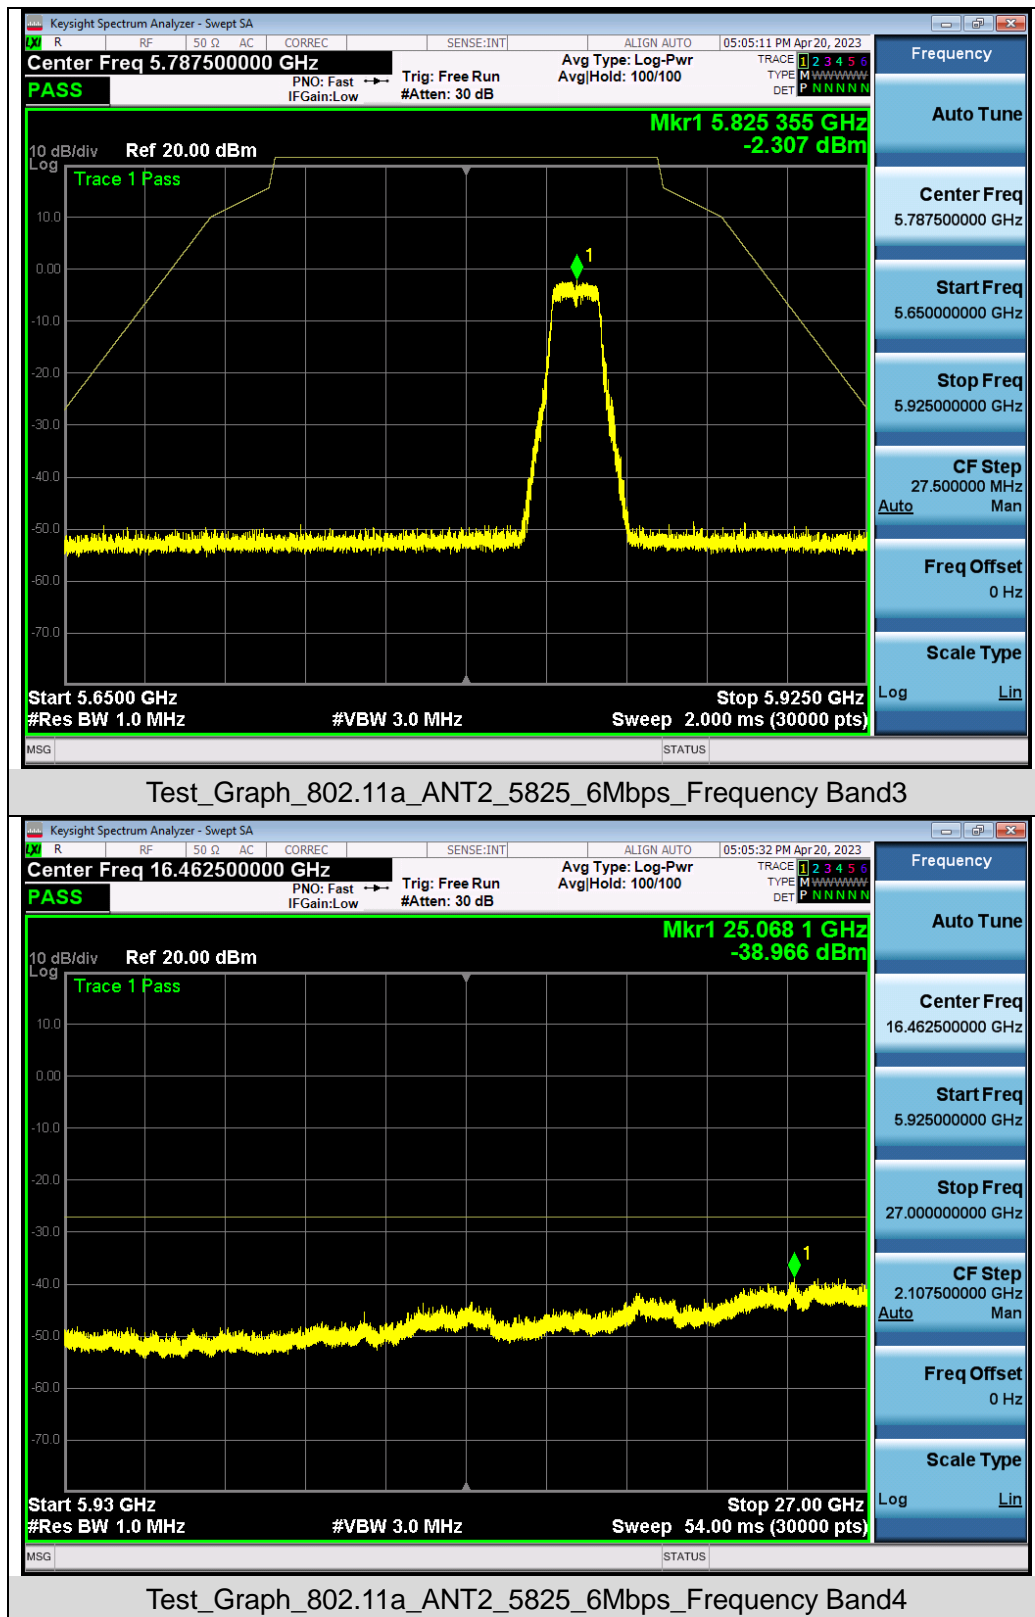 Keysight Spectrum Analyzer - Swept SA
LXI R RF 50 Ω AC CORREC SENSE:INT ALIGN AUTO 05:05:11 PM Apr 20, 2023
Center Freq 5.787500000 GHz
PASS
PNO: Fast
IFGain:Low
Trig: Free Run
#Atten: 30 dB
Avg Type: Log-Pwr
Avg|Hold: 100/100
TRACE 1 2 3 4 5 6
TYPE M WWWWW
DET P N N N N N
Mkr1 5.825 355 GHz
-2.307 dBm
10 dB/div Ref 20.00 dBm
Log
Trace 1 Pass
10.0
0.00
-10.0
-20.0
-30.0
-40.0
-50.0
-60.0
-70.0
1
Start 5.6500 GHz Stop 5.9250 GHz
#Res BW 1.0 MHz #VBW 3.0 MHz Sweep 2.000 ms (30000 pts)
MSG STATUS
Frequency
Auto Tune
Center Freq
5.787500000 GHz
Start Freq
5.650000000 GHz
Stop Freq
5.925000000 GHz
CF Step
27.500000 MHz
Auto Man
Freq Offset
0 Hz
Scale Type
Log Lin
Test_Graph_802.11a_ANT2_5825_6Mbps_Frequency Band3
Keysight Spectrum Analyzer - Swept SA
LXI R RF 50 Ω AC CORREC SENSE:INT ALIGN AUTO 05:05:32 PM Apr 20, 2023
Center Freq 16.462500000 GHz
PASS
PNO: Fast
IFGain:Low
Trig: Free Run
#Atten: 30 dB
Avg Type: Log-Pwr
Avg|Hold: 100/100
TRACE 1 2 3 4 5 6
TYPE M WWWWW
DET P N N N N N
Mkr1 25.068 1 GHz
-38.966 dBm
10 dB/div Ref 20.00 dBm
Log
Trace 1 Pass
10.0
0.00
-10.0
-20.0
-30.0
-40.0
-50.0
-60.0
-70.0
1
Start 5.93 GHz Stop 27.00 GHz
#Res BW 1.0 MHz #VBW 3.0 MHz Sweep 54.00 ms (30000 pts)
MSG STATUS
Frequency
Auto Tune
Center Freq
16.462500000 GHz
Start Freq
5.925000000 GHz
Stop Freq
27.000000000 GHz
CF Step
2.107500000 GHz
Auto Man
Freq Offset
0 Hz
Scale Type
Log Lin
Test_Graph_802.11a_ANT2_5825_6Mbps_Frequency Band4